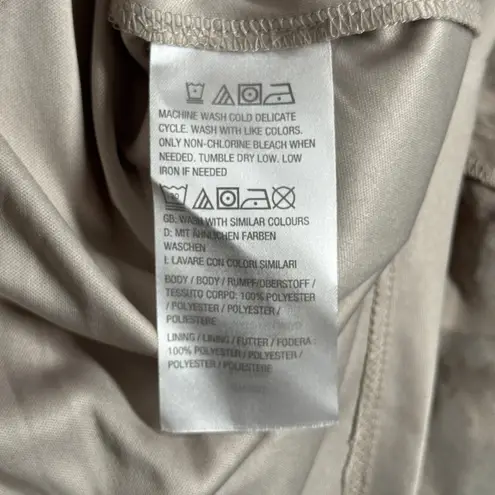 MACHINE WASH COLD DELICATE
CYCLE. WASH WITH LIKE COLORS.
ONLY NON-CHLORINE BLEACH WHEN
NEEDED. TUMBLE DRY LOW. LOW
IRON IF NEEDED
GB: WASH WITH SIMILAR COLOURS
D: MIT ÄHNLICHEN FARBEN
WASCHEN
I: LAVARE CON COLORI SIMILARI
BODY / BODY / RUMPF/OBERSTOFF /
TESSUTO CORPO: 100% POLYESTER
/ POLYESTER / POLYESTER /
POLIESTERE
LINING / LINING / FUTTER / FODERA :
100% POLYESTER / POLYESTER /
POLYESTER / POLIESTERE